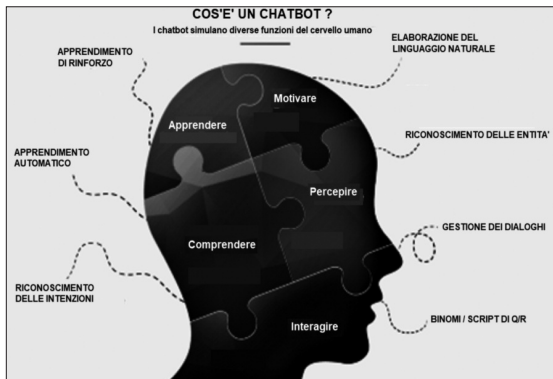 COS'E' UN CHATBOT ?
I chatbot simulano diverse funzioni del cervello umano
APPRENDIMENTO
DI RINFORZO
ELABORAZIONE DEL
LINGUAGGIO NATURALE
Motivare
Apprendere
RICONOSCIMENTO DELLE ENTITA'
APPRENDIMENTO
AUTOMATICO
Percepire
GESTIONE DEI DIALOGHI
Comprendere
RICONOSCIMENTO
DELLE INTENZIONI
BINOMI / SCRIPT DI Q/R
Interagire